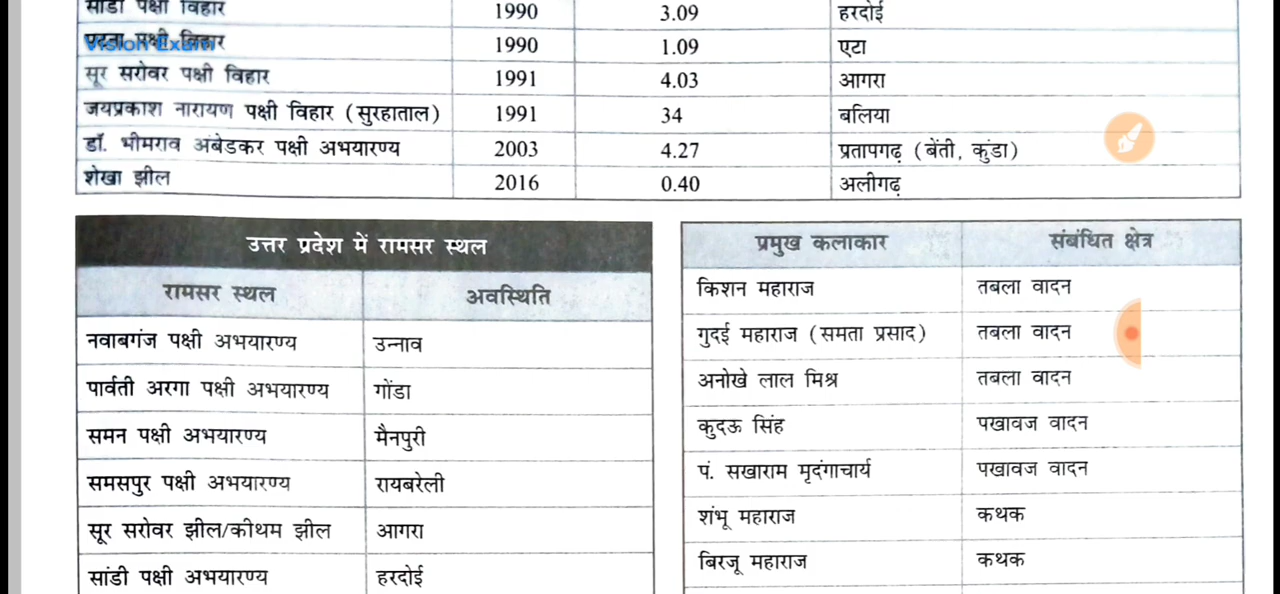 सांडी पक्षी विहार 1990 3.09 हरदोई
पक्षी विहार 1990 1.09 एटा
Vision Exam
सूर सरोवर पक्षी विहार 1991 4.03 आगरा
जयप्रकाश नारायण पक्षी विहार (सुरहाताल) 1991 34 बलिया
डॉ. भीमराव अंबेडकर पक्षी अभयारण्य 2003 4.27 प्रतापगढ़ (बेंती, कुंडा)
शेखा झील 2016 0.40 अलीगढ़
उत्तर प्रदेश में रामसर स्थल
रामसर स्थल अवस्थिति
नवाबगंज पक्षी अभयारण्य उन्नाव
पार्वती अरगा पक्षी अभयारण्य गोंडा
समन पक्षी अभयारण्य मैनपुरी
समसपुर पक्षी अभयारण्य रायबरेली
सूर सरोवर झील/कीथम झील आगरा
सांडी पक्षी अभयारण्य हरदोई
प्रमुख कलाकार संबंधित क्षेत्र
किशन महाराज तबला वादन
गुदई महाराज (समता प्रसाद) तबला वादन
अनोखे लाल मिश्र तबला वादन
कुदऊ सिंह पखावज वादन
पं. सखाराम मृदंगाचार्य पखावज वादन
शंभू महाराज कथक
बिरजू महाराज कथक